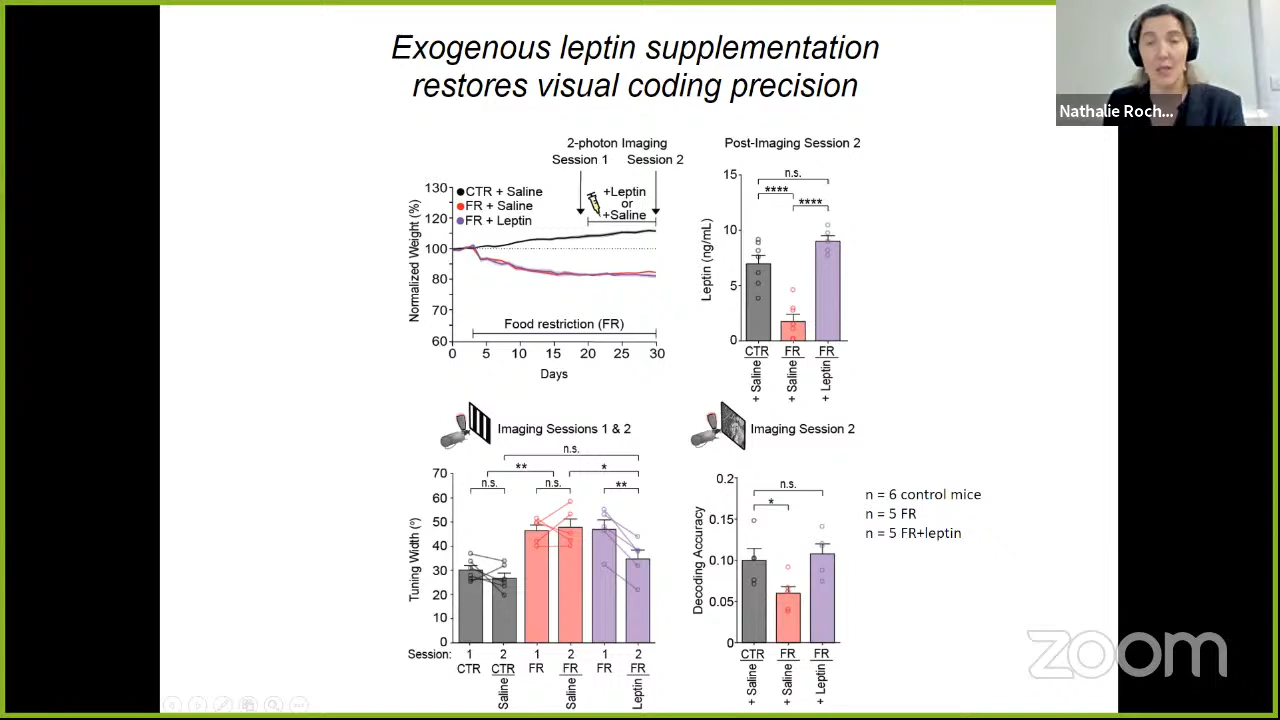 Exogenous leptin supplementation
restores visual coding precision
Nathalie Roch...
2-photon Imaging
Session 1 Session 2
CTR + Saline
FR + Saline
FR + Leptin
+Leptin
or
+Saline
Normalized Weight (%)
130
120
100
80
70
60
Food restriction (FR)
0 5 10 15 20 25 30
Days
Post-Imaging Session 2
n.s.
**** ****
Leptin (ng/mL)
15
10
5
0
CTR FR FR
+ Saline + Saline + Leptin
Imaging Sessions 1 & 2
n.s.
** *
n.s. n.s. **
Tuning Width (°)
70
60
50
40
30
20
10
0
Session: 1 2 1 2 1 2
CTR CTR FR FR FR FR
Saline Saline Leptin
Imaging Session 2
n.s.
*
Decoding Accuracy
0.2
0.15
0.10
0.05
0
CTR FR FR
+ Saline + Saline + Leptin
n = 6 control mice
n = 5 FR
n = 5 FR+leptin
zoom